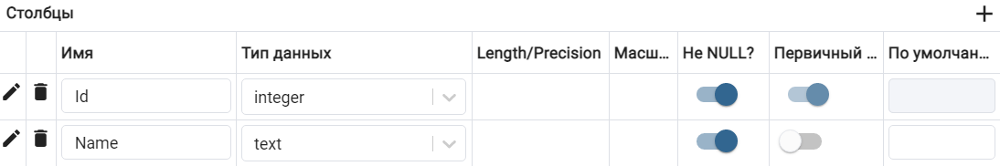 Столбцы
Имя Тип данных Length/Precision Масш... Не NULL? Первичный ... По умолчан...
Id integer
Name text